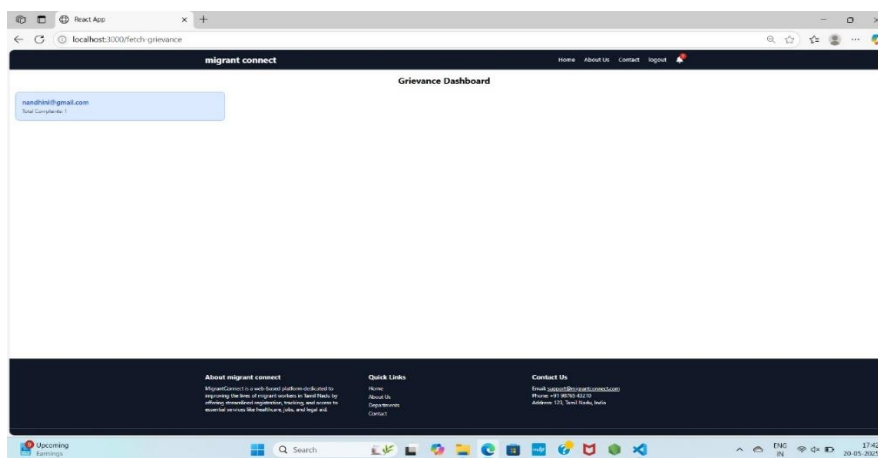 React App
localhost:3000/fetch-grievance
migrant connect
Home About Us Contact logout
Grievance Dashboard
nandhini@gmail.com
Total Complaints: 1
About migrant connect
MigrantConnect is a web-based platform dedicated to
improving the lives of migrant workers in Tamil Nadu by
offering streamlined registration, tracking, and access to
essential services like healthcare, jobs, and legal aid.
Quick Links
Home
About Us
Departments
Contact
Contact Us
Email: support@migrantconnect.com
Phone: +91 98765 43210
Address: 123, Tamil Nadu, India
Upcoming
Earnings
Search
ENG
IN
17:42
20-05-2025